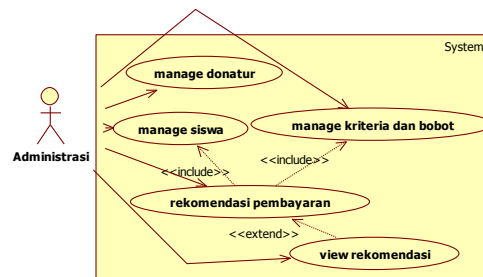 System
manage donatur
manage siswa
manage kriteria dan bobot
Administrasi
<<include>>
<<include>>
rekomendasi pembayaran
<<extend>>
view rekomendasi